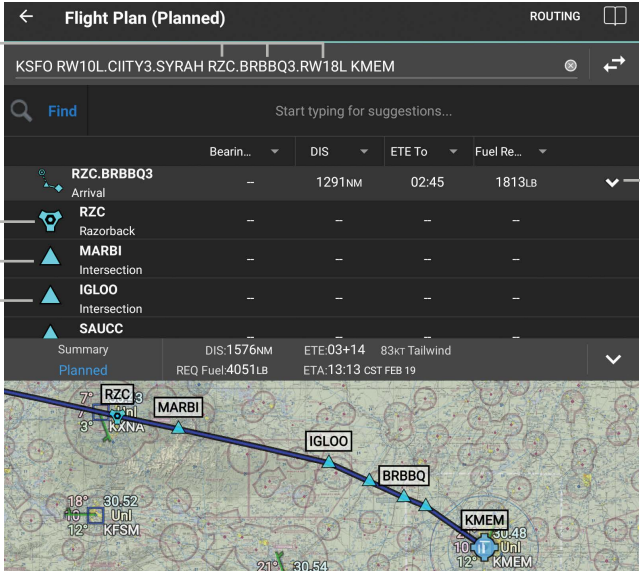 Flight Plan (Planned)
ROUTING
KSFO RW10L.CIITY3.SYRAH RZC.BRBBQ3.RW18L KMEM
Find
Start typing for suggestions...
Bearin... DIS ETE To Fuel Re...
RZC.BRBBQ3
Arrival
-- 1291NM 02:45 1813LB
RZC
Razorback
-- -- -- --
MARBI
Intersection
-- -- -- --
IGLOO
Intersection
-- -- -- --
SAUCC
-- -- -- --
Summary
Planned
DIS:1576NM ETE:03+14 83KT Tailwind
REQ Fuel:4051LB ETA:13:13 CST FEB 19
RZC
7°
7°
Unl
3° KXNA
MARBI
IGLOO
BRBBQ
18° 30.52
10 Unl
12° KFSM
KMEM
30.48
10 Unl
12° KMEM
21° 30.54